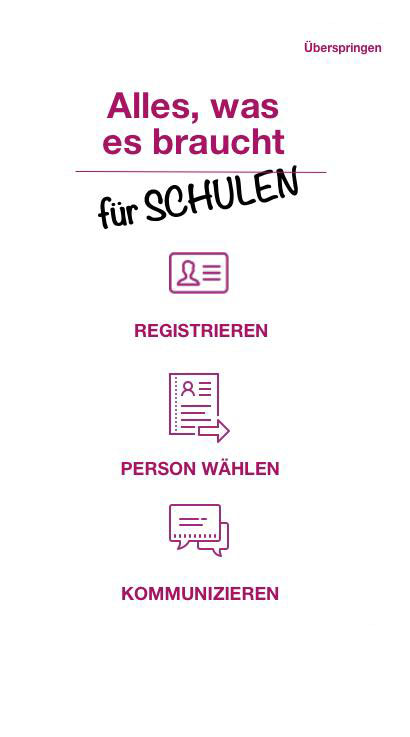 Überspringen
Alles, was
es braucht
für SCHULEN
REGISTRIEREN
PERSON WÄHLEN
KOMMUNIZIEREN